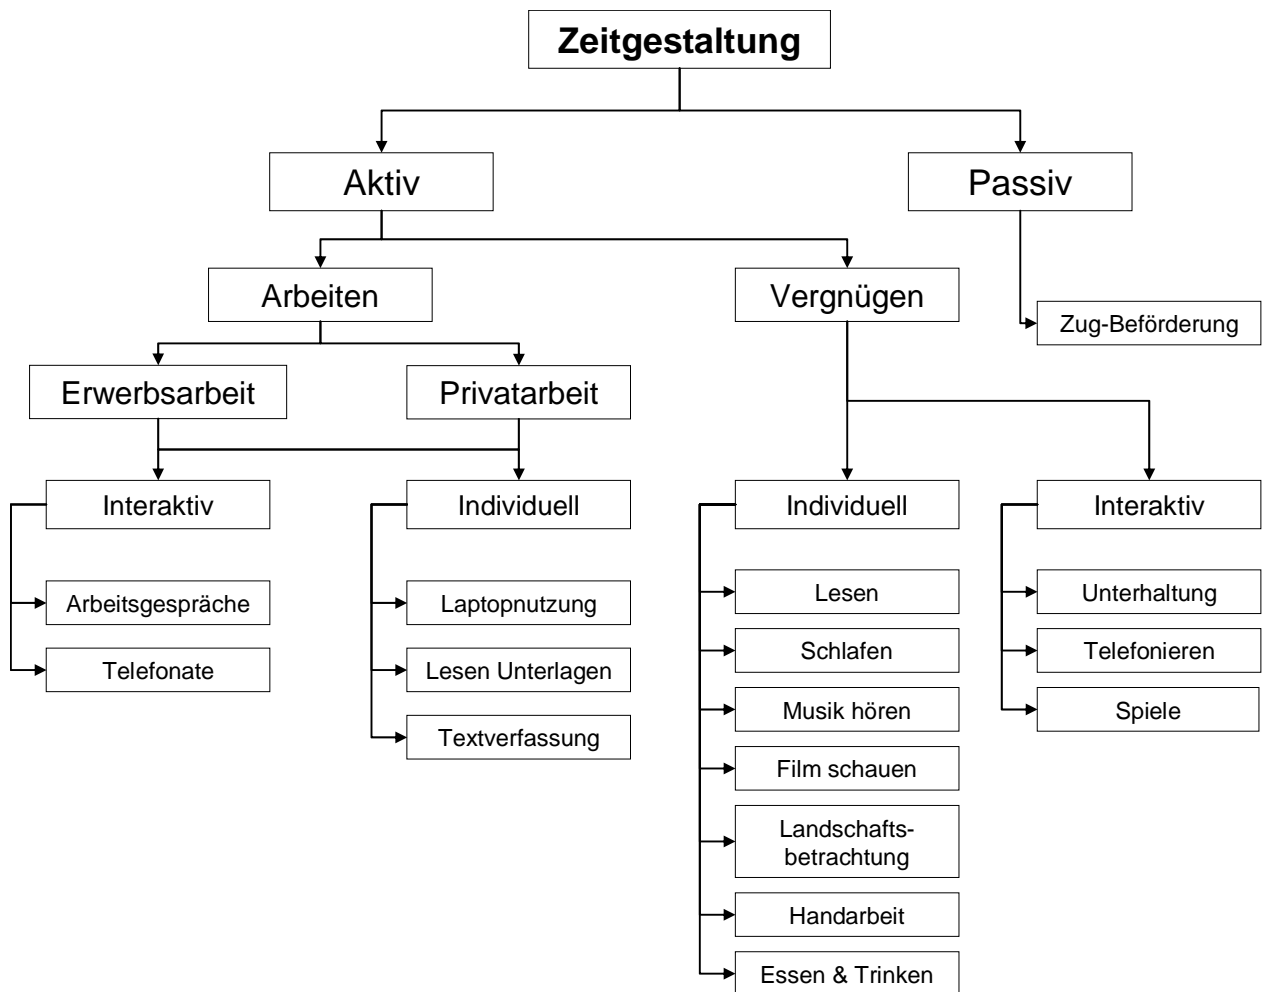 Zeitgestaltung
Aktiv
Passiv
Arbeiten
Vergnügen
Zug-Beförderung
Erwerbsarbeit
Privatarbeit
Interaktiv
Individuell
Individuell
Interaktiv
Arbeitsgespräche
Telefonate
Laptopnutzung
Lesen Unterlagen
Textverfassung
Lesen
Schlafen
Musik hören
Film schauen
Landschafts-
betrachtung
Handarbeit
Essen & Trinken
Unterhaltung
Telefonieren
Spiele